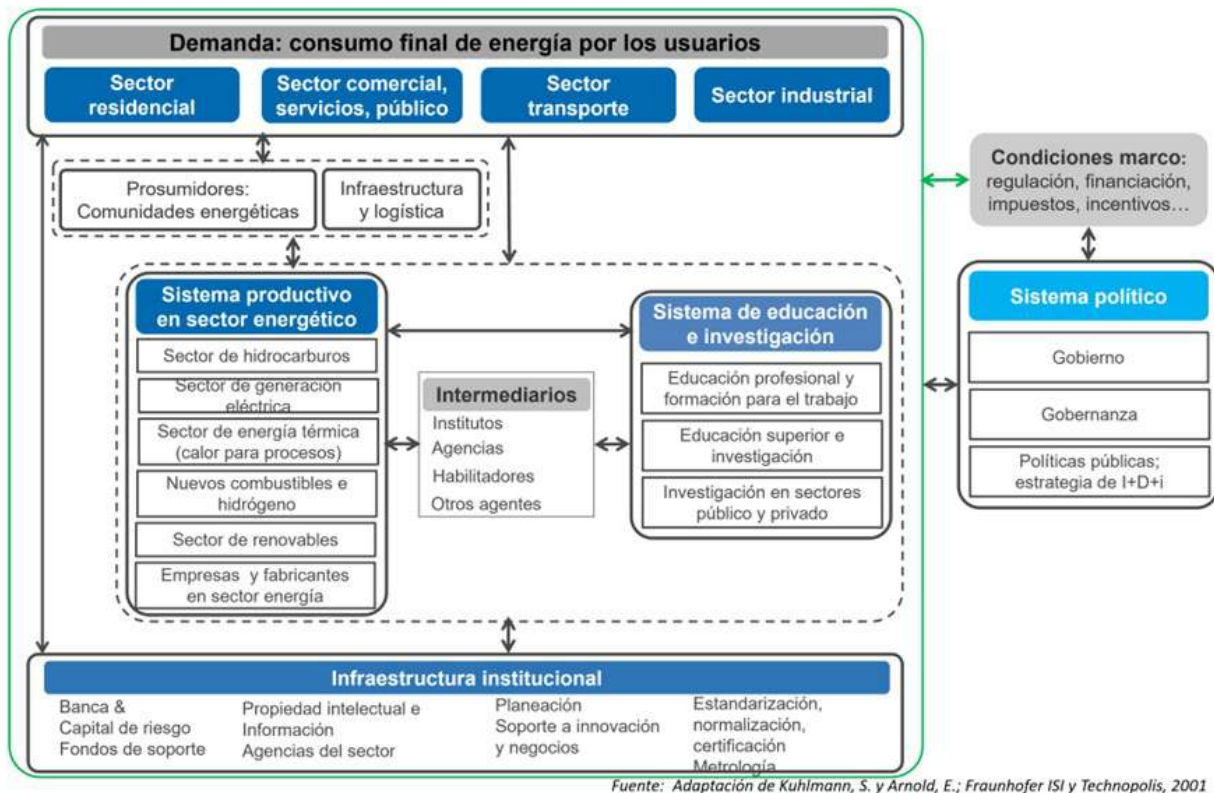 Demanda: consumo final de energía por los usuarios
Sector
residencial
Sector comercial,
servicios, público
Sector
transporte
Sector industrial
Prosumidores:
Comunidades energéticas
Infraestructura
y logística
Condiciones marco:
regulación, financiación,
impuestos, incentivos...
Sistema productivo
en sector energético
Sector de hidrocarburos
Sector de generación
eléctrica
Sector de energía térmica
(calor para procesos)
Nuevos combustibles e
hidrógeno
Sector de renovables
Empresas y fabricantes
en sector energía
Intermediarios
Institutos
Agencias
Habilitadores
Otros agentes
Sistema de educación
e investigación
Educación profesional y
formación para el trabajo
Educación superior e
investigación
Investigación en sectores
público y privado
Sistema político
Gobierno
Gobernanza
Políticas públicas;
estrategia de I+D+i
Infraestructura institucional
Banca &
Capital de riesgo
Fondos de soporte
Propiedad intelectual e
Información
Agencias del sector
Planeación
Soporte a innovación
y negocios
Estandarización,
normalización,
certificación
Metrología
Fuente: Adaptación de Kuhlmann, S. y Arnold, E.; Fraunhofer ISI y Technopolis, 2001